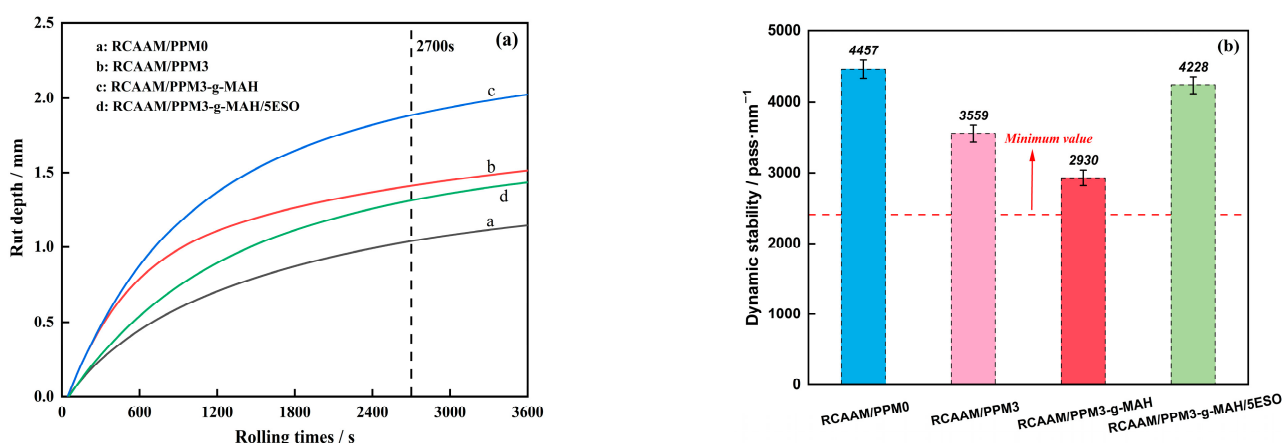 (a)
2700s
a: RCAAM/PPM0
b: RCAAM/PPM3
c: RCAAM/PPM3-g-MAH
d: RCAAM/PPM3-g-MAH/5ESO
c
b
d
a
Rut depth / mm
2.5
2.0
1.5
1.0
0.5
0.0
0 600 1200 1800 2400 3000 3600
Rolling times / s
(b)
Dynamic stability / pass·mm⁻¹
5000
4000
3000
2000
1000
0
4457
3559
2930
4228
Minimum value
RCAAM/PPM0
RCAAM/PPM3
RCAAM/PPM3-g-MAH
RCAAM/PPM3-g-MAH/5ESO